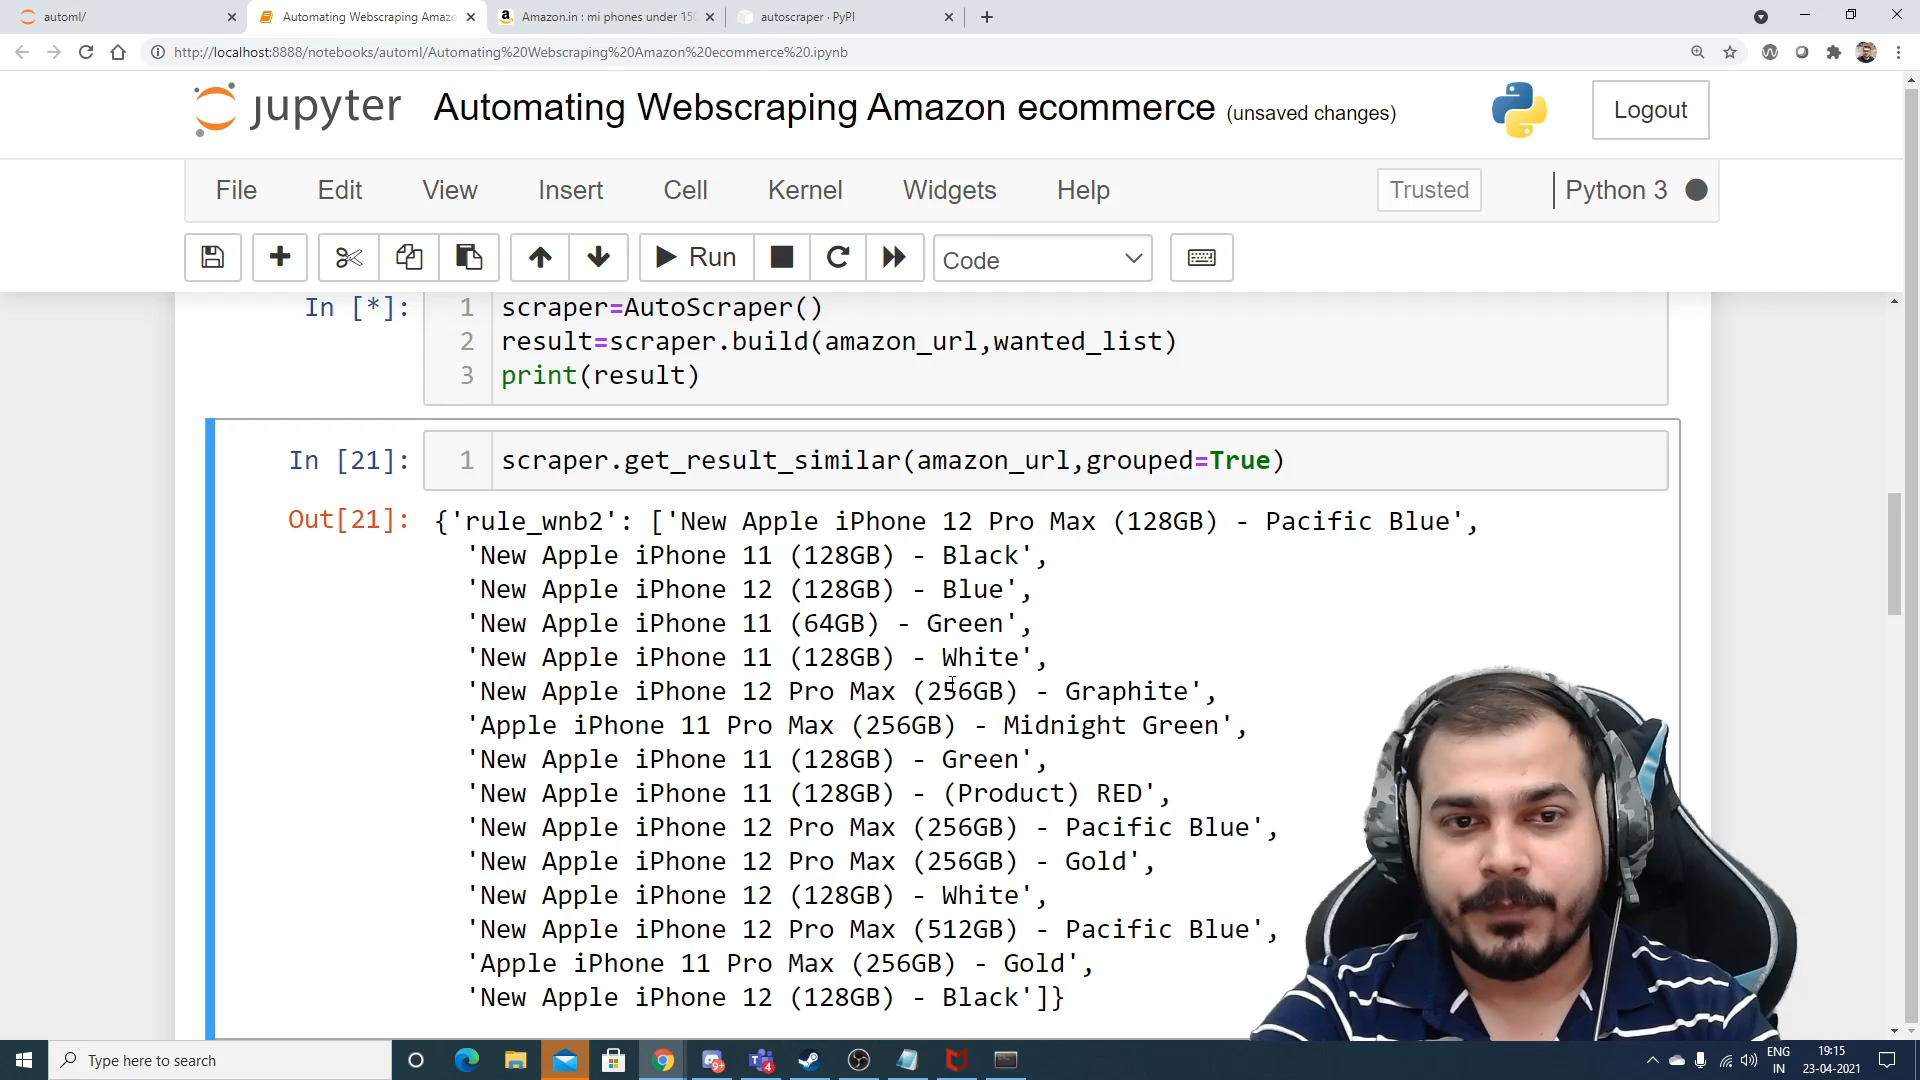 automl/
Automating Webscraping Amazo
Amazon.in : mi phones under 150
autoscraper · PyPI
http://localhost:8888/notebooks/automl/Automating%20Webscraping%20Amazon%20ecommerce%20.ipynb
jupyter Automating Webscraping Amazon ecommerce (unsaved changes)
Logout
File Edit View Insert Cell Kernel Widgets Help
Trusted
Python 3
Run
Code
In [*]:
1 scraper=AutoScraper()
2 result=scraper.build(amazon_url,wanted_list)
3 print(result)
In [21]:
1 scraper.get_result_similar(amazon_url,grouped=True)
Out[21]:
{'rule_wnb2': ['New Apple iPhone 12 Pro Max (128GB) - Pacific Blue',
'New Apple iPhone 11 (128GB) - Black',
'New Apple iPhone 12 (128GB) - Blue',
'New Apple iPhone 11 (64GB) - Green',
'New Apple iPhone 11 (128GB) - White',
'New Apple iPhone 12 Pro Max (256GB) - Graphite',
'Apple iPhone 11 Pro Max (256GB) - Midnight Green',
'New Apple iPhone 11 (128GB) - Green',
'New Apple iPhone 11 (128GB) - (Product) RED',
'New Apple iPhone 12 Pro Max (256GB) - Pacific Blue',
'New Apple iPhone 12 Pro Max (256GB) - Gold',
'New Apple iPhone 12 (128GB) - White',
'New Apple iPhone 12 Pro Max (512GB) - Pacific Blue',
'Apple iPhone 11 Pro Max (256GB) - Gold',
'New Apple iPhone 12 (128GB) - Black']}
Type here to search
9+
4
ENG
IN
19:15
23-04-2021